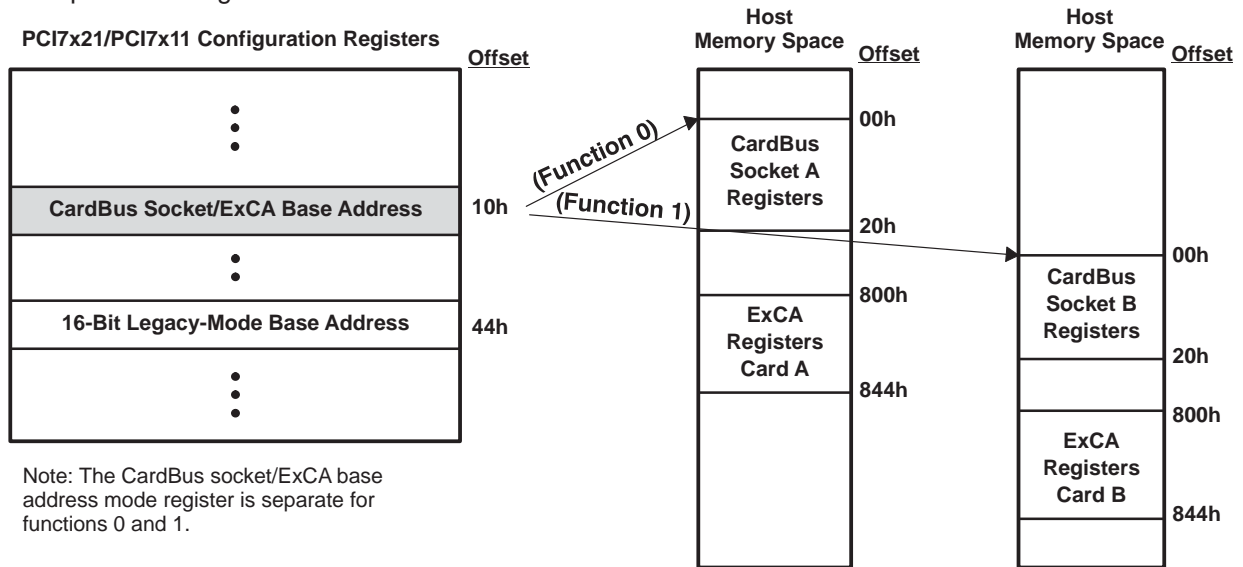 PCI7x21/PCI7x11 Configuration Registers
Offset
CardBus Socket/ExCA Base Address
10h
16-Bit Legacy-Mode Base Address
44h
Note: The CardBus socket/ExCA base
address mode register is separate for
functions 0 and 1.
(Function 0)
(Function 1)
Host
Memory Space
Offset
00h
CardBus
Socket A
Registers
20h
800h
ExCA
Registers
Card A
844h
Host
Memory Space
Offset
00h
CardBus
Socket B
Registers
20h
800h
ExCA
Registers
Card B
844h